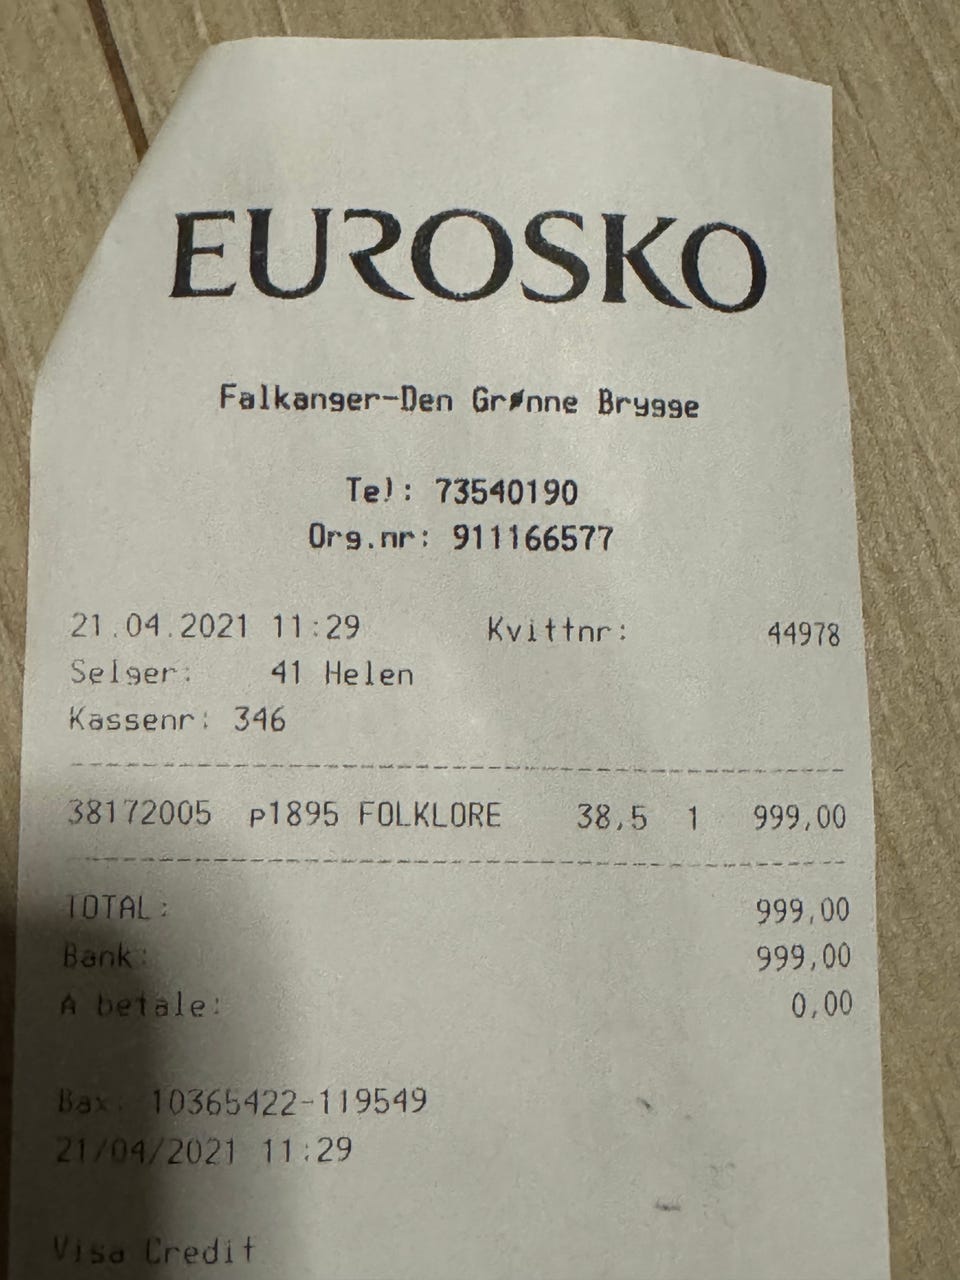 EUROSKO
Falkanger-Den Grønne Brygge
Tel: 73540190
Org.nr: 911166577
21.04.2021 11:29 Kvittnr: 44978
Selger: 41 Helen
Kassenr: 346
38172005 p1895 FOLKLORE 38,5 1 999,00
TOTAL: 999,00
Bank: 999,00
A betale: 0,00
Bax. 10365422-119549
21/04/2021 11:29
Visa Credit